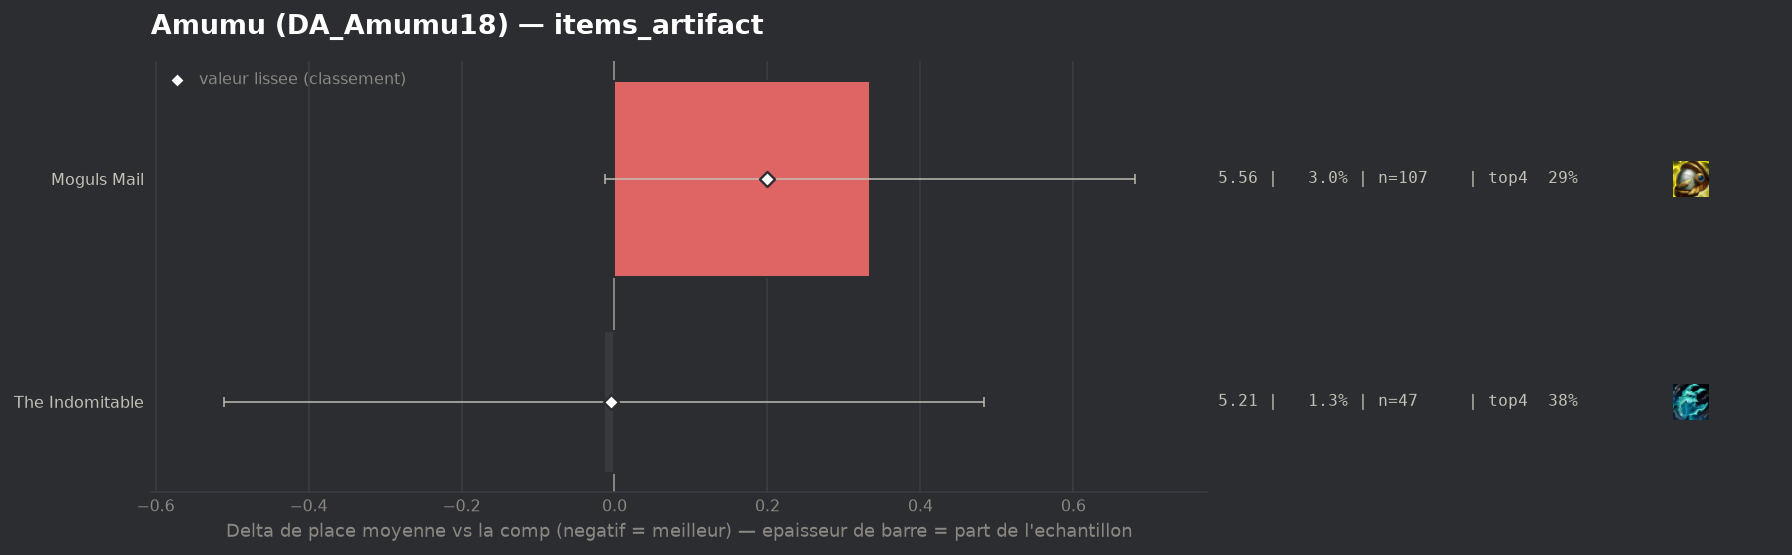 Amumu (DA_Amumu18) — items_artifact
valeur lissee (classement)
Moguls Mail
5.56 | 3.0% | n=107 | top4 29%
The Indomitable
5.21 | 1.3% | n=47 | top4 38%
−0.6 −0.4 −0.2 0.0 0.2 0.4 0.6
Delta de place moyenne vs la comp (negatif = meilleur) — epaisseur de barre = part de l'echantillon